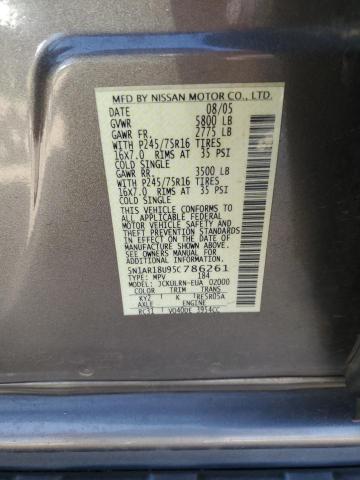 MFD BY NISSAN MOTOR CO., LTD.
DATE 08/05
GVWR 5800 LB
GAWR FR. 2775 LB
WITH P245/75R16 TIRES
16X7.0 RIMS AT 35 PSI
COLD SINGLE
GAWR RR. 3500 LB
WITH P245/75R16 TIRES
16X7.0 RIMS AT 35 PSI
COLD SINGLE
THIS VEHICLE CONFORMS TO ALL
APPLICABLE FEDERAL
MOTOR VEHICLE SAFETY AND
THEFT PREVENTION STANDARDS
IN EFFECT ON THE DATE OF
MANUFACTURE SHOWN ABOVE.
SEE OWNERS MANUAL FOR
ADDITIONAL INFORMATION
5N1AR18U95C786261
TYPE: MPV 184
MODEL: JCKULRN-EUA 02000
COLOR TRIM TRANS
KY2 K RE5R05A
AXLE ENGINE
RC31 VQ40DE 3954CC